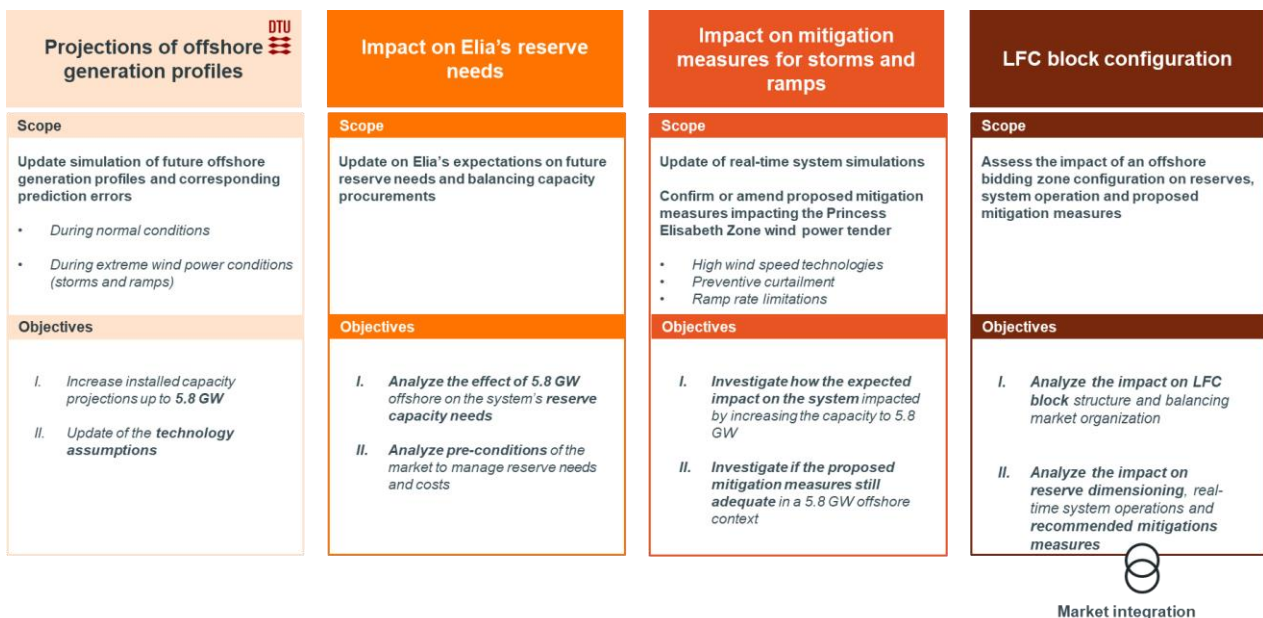 DTU
Projections of offshore
generation profiles
Scope
Update simulation of future offshore
generation profiles and corresponding
prediction errors
• During normal conditions
• During extreme wind power conditions
(storms and ramps)
Objectives
I. Increase installed capacity
projections up to 5.8 GW
II. Update of the technology
assumptions
Impact on Elia's reserve
needs
Scope
Update on Elia's expectations on future
reserve needs and balancing capacity
procurements
Objectives
I. Analyze the effect of 5.8 GW
offshore on the system's reserve
capacity needs
II. Analyze pre-conditions of the
market to manage reserve needs
and costs
Impact on mitigation
measures for storms and
ramps
Scope
Update of real-time system simulations
Confirm or amend proposed mitigation
measures impacting the Princess
Elisabeth Zone wind power tender
• High wind speed technologies
• Preventive curtailment
• Ramp rate limitations
Objectives
I. Investigate how the expected
impact on the system impacted
by increasing the capacity to 5.8
GW
II. Investigate if the proposed
mitigation measures still
adequate in a 5.8 GW offshore
context
LFC block configuration
Scope
Assess the impact of an offshore
bidding zone configuration on reserves,
system operation and proposed
mitigation measures
Objectives
I. Analyze the impact on LFC
block structure and balancing
market organization
II. Analyze the impact on
reserve dimensioning, real-
time system operations and
recommended mitigations
measures
Market integration